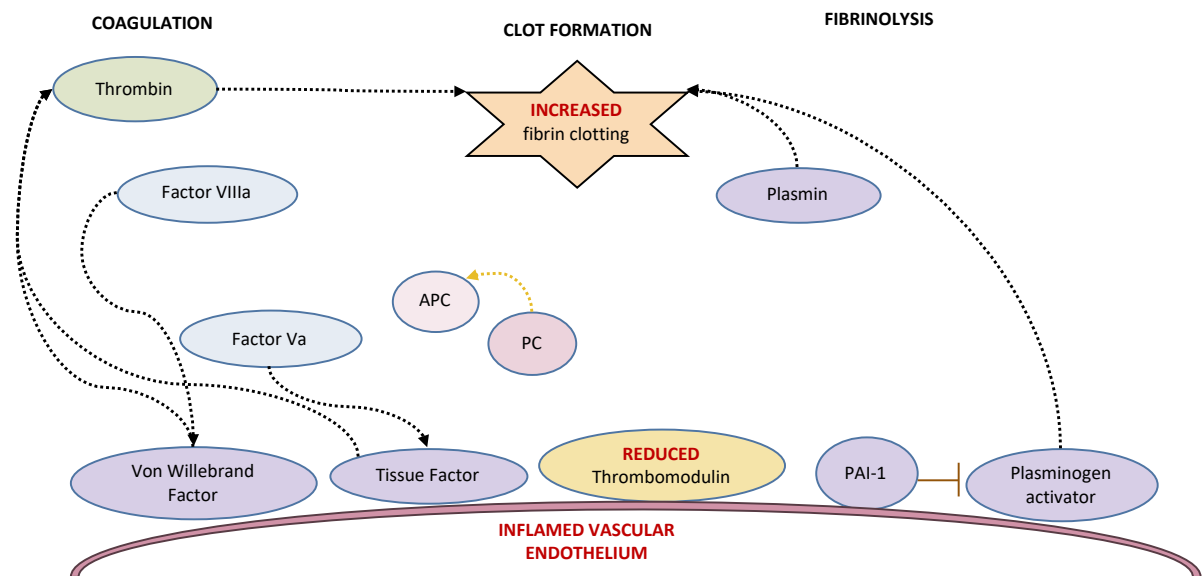 COAGULATION
CLOT FORMATION
FIBRINOLYSIS
Thrombin
INCREASED
fibrin clotting
Factor VIIIa
Plasmin
APC
PC
Factor Va
Von Willebrand
Factor
Tissue Factor
REDUCED
Thrombomodulin
PAI-1
Plasminogen
activator
INFLAMED VASCULAR
ENDOTHELIUM